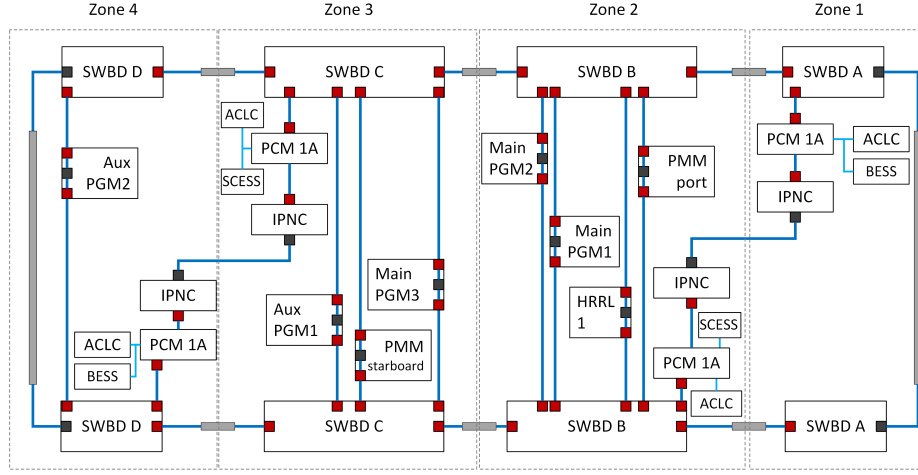 Zone 4
Zone 3
Zone 2
Zone 1
SWBD D
SWBD C
SWBD B
SWBD A
ACLC
PCM 1A
SCESS
IPNC
Aux
PGM2
Main
PGM2
PMM
port
PCM 1A
ACLC
BESS
IPNC
Main
PGM1
Main
PGM3
IPNC
IPNC
Aux
PGM1
HRRL
1
SCESS
ACLC
PCM 1A
BESS
PMM
starboard
PCM 1A
ACLC
SWBD D
SWBD C
SWBD B
SWBD A